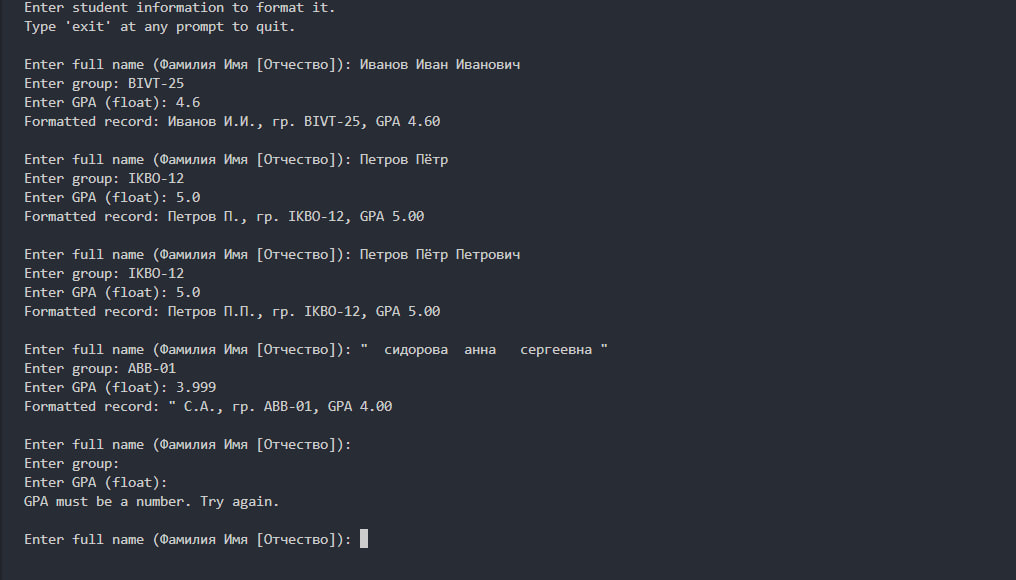 Enter student information to format it.
Type 'exit' at any prompt to quit.
Enter full name (Фамилия Имя [Отчество]): Иванов Иван Иванович
Enter group: BIVT-25
Enter GPA (float): 4.6
Formatted record: Иванов И.И., гр. BIVT-25, GPA 4.60
Enter full name (Фамилия Имя [Отчество]): Петров Пётр
Enter group: IKBO-12
Enter GPA (float): 5.0
Formatted record: Петров П., гр. IKBO-12, GPA 5.00
Enter full name (Фамилия Имя [Отчество]): Петров Пётр Петрович
Enter group: IKBO-12
Enter GPA (float): 5.0
Formatted record: Петров П.П., гр. IKBO-12, GPA 5.00
Enter full name (Фамилия Имя [Отчество]): "  сидорова  анна   сергеевна "
Enter group: ABB-01
Enter GPA (float): 3.999
Formatted record: " С.А., гр. ABB-01, GPA 4.00
Enter full name (Фамилия Имя [Отчество]):
Enter group:
Enter GPA (float):
GPA must be a number. Try again.
Enter full name (Фамилия Имя [Отчество]):